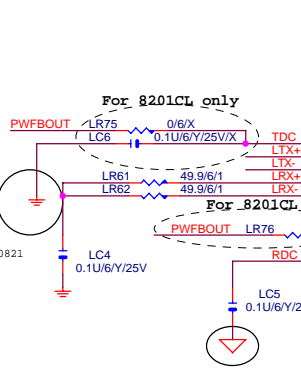 For 8201CL only
PWFBOUT LR75 0/6/X
LC6 0.1U/6/Y/25V/X
TDC
LTX+
LTX-
LR61 49.9/6/1 LRX+
LR62 49.9/6/1 LRX-
For 8201CL
PWFBOUT LR76
0821
LC4
0.1U/6/Y/25V
RDC
LC5
0.1U/6/Y/2